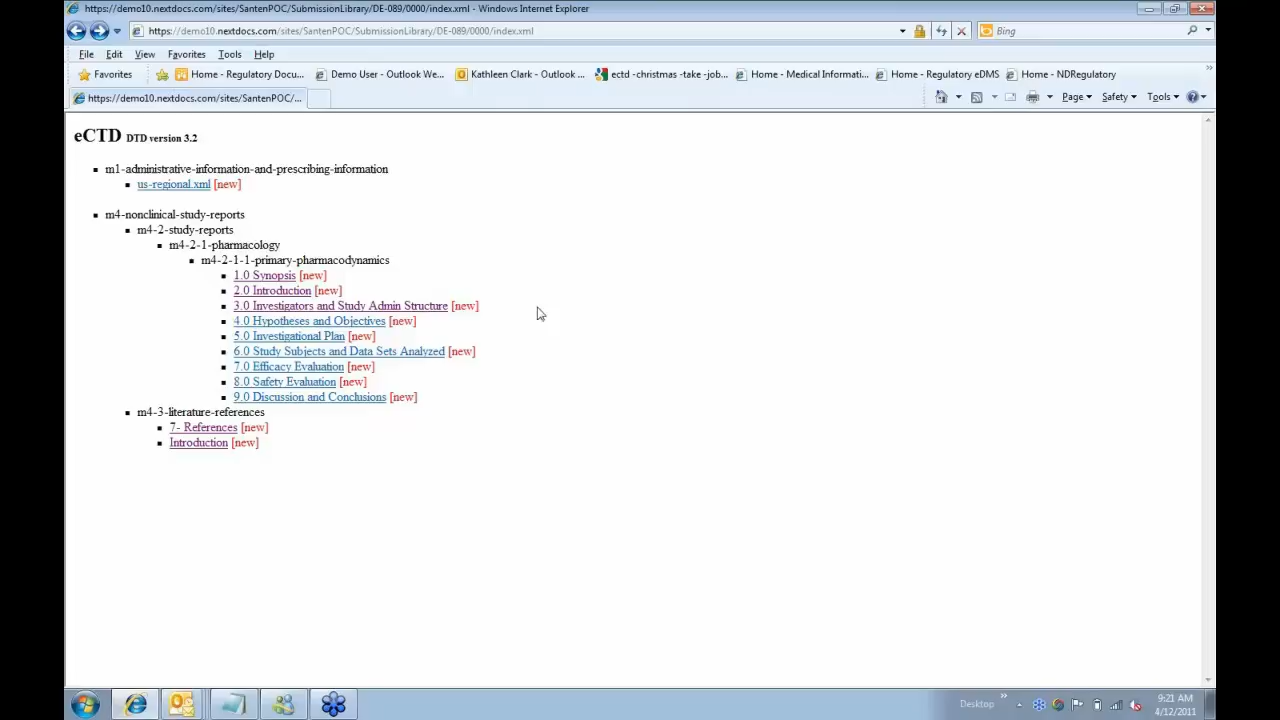 https://demo10.nextdocs.com/sites/SantenPOC/SubmissionLibrary/DE-089/0000/index.xml - Windows Internet Explorer
https://demo10.nextdocs.com/sites/SantenPOC/SubmissionLibrary/DE-089/0000/index.xml
Bing
File Edit View Favorites Tools Help
Favorites Home - Regulatory Docu... Demo User - Outlook We... Kathleen Clark - Outlook ... ectd -christmas -take -job... Home - Medical Informati... Home - Regulatory eDMS Home - NDRegulatory
https://demo10.nextdocs.com/sites/SantenPOC/...
Page Safety Tools
eCTD DTD version 3.2
m1-administrative-information-and-prescribing-information
us-regional.xml [new]
m4-nonclinical-study-reports
m4-2-study-reports
m4-2-1-pharmacology
m4-2-1-1-primary-pharmacodynamics
1.0 Synopsis [new]
2.0 Introduction [new]
3.0 Investigators and Study Admin Structure [new]
4.0 Hypotheses and Objectives [new]
5.0 Investigational Plan [new]
6.0 Study Subjects and Data Sets Analyzed [new]
7.0 Efficacy Evaluation [new]
8.0 Safety Evaluation [new]
9.0 Discussion and Conclusions [new]
m4-3-literature-references
7- References [new]
Introduction [new]
Desktop
9:21 AM
4/12/2011